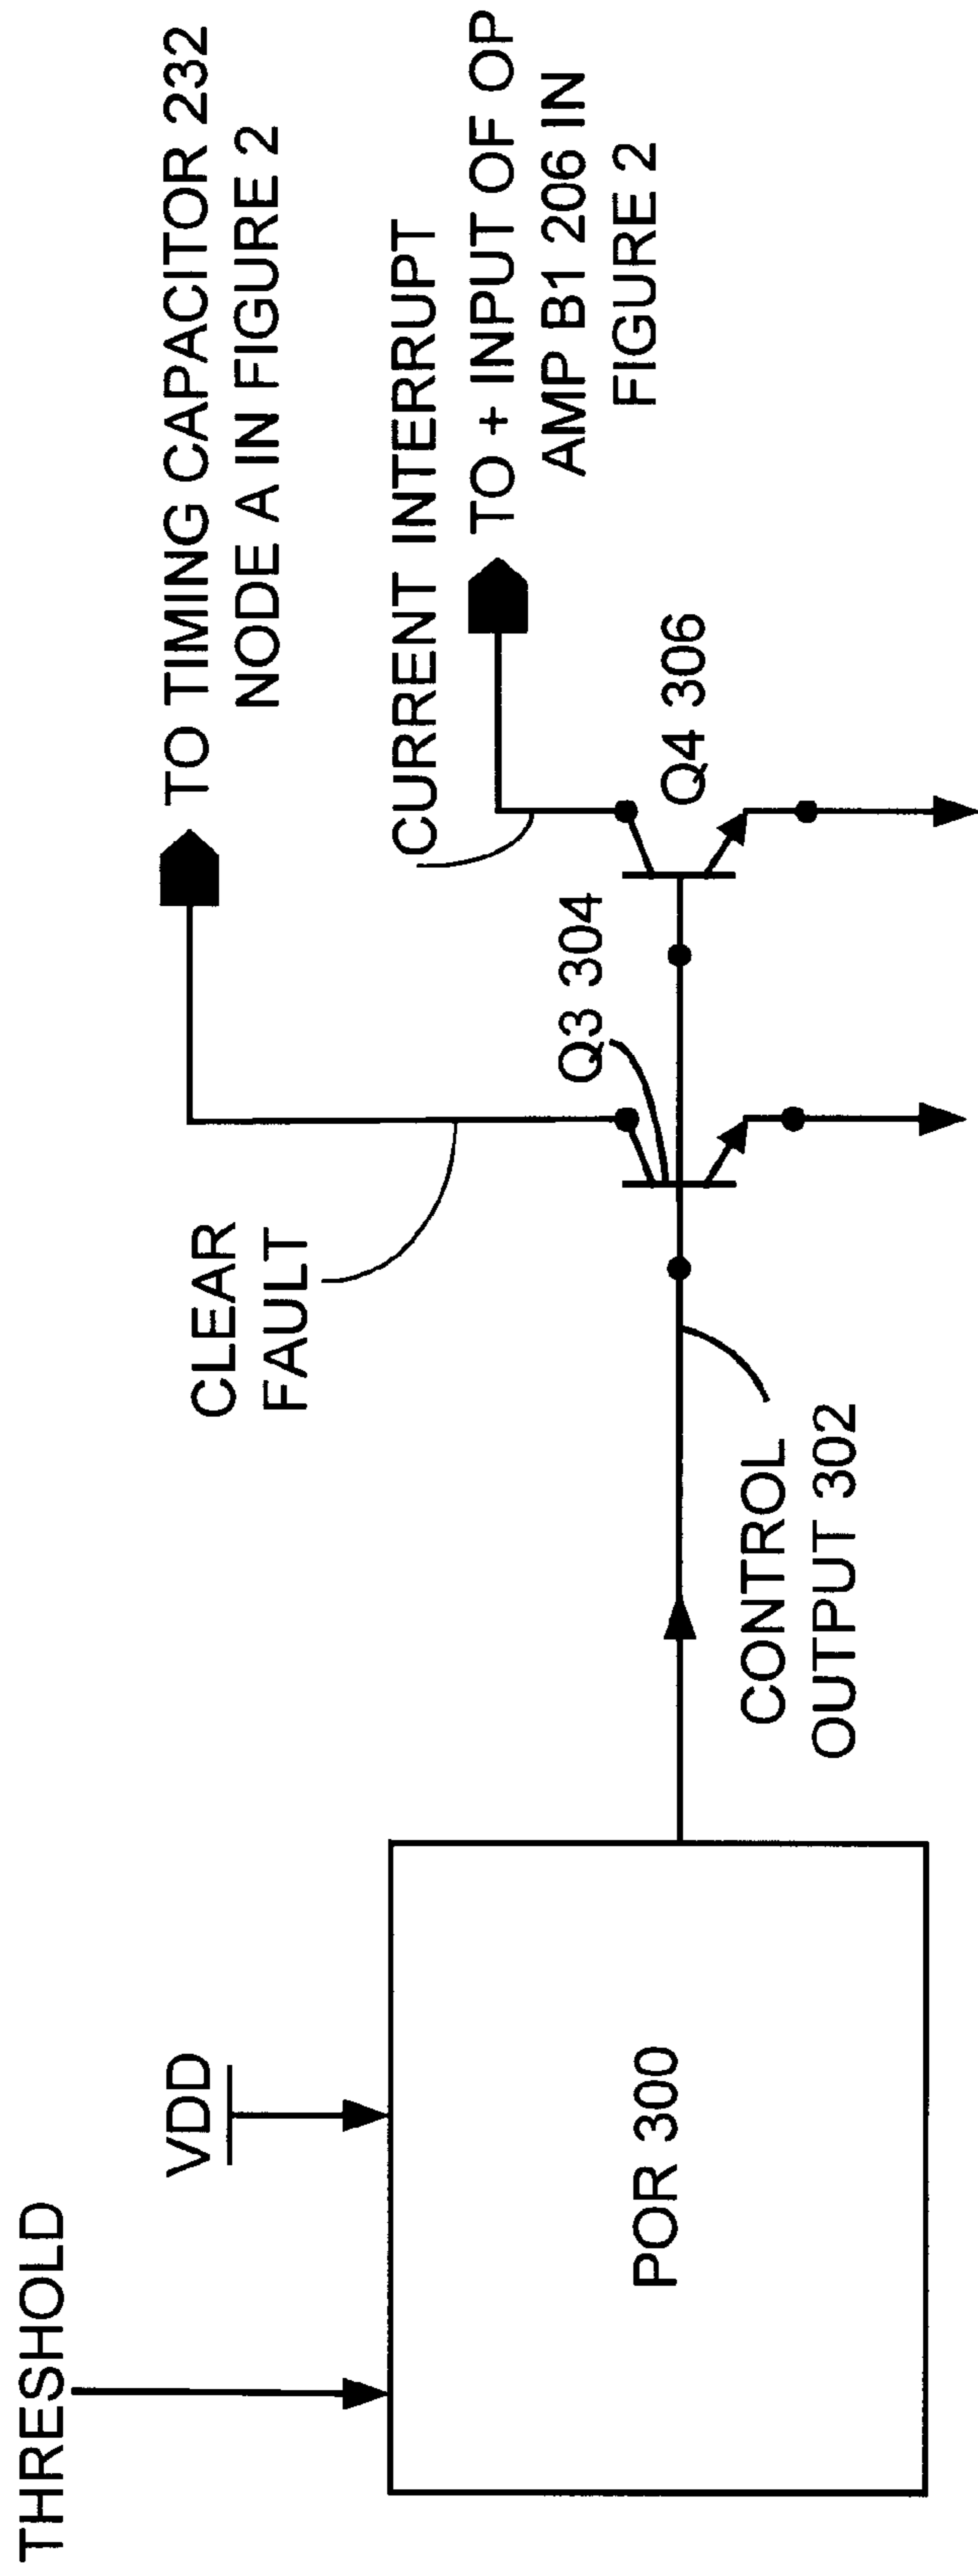 THRESHOLD
VDD
POR 300
CONTROL
OUTPUT 302
CLEAR
FAULT
TO TIMING CAPACITOR 232
NODE A IN FIGURE 2
CURRENT INTERRUPT
TO + INPUT OF OP
AMP B1 206 IN
FIGURE 2
Q3 304
Q4 306